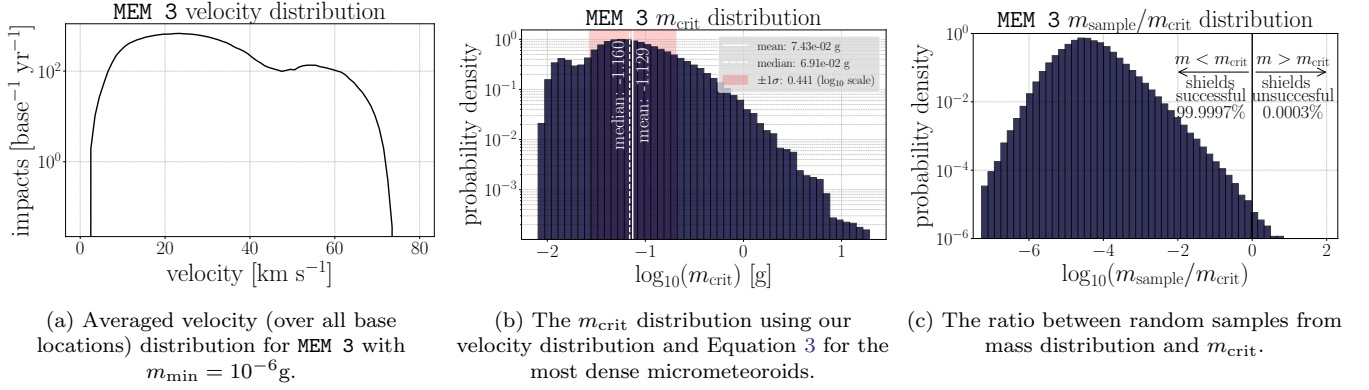 MEM 3 velocity distribution
impacts [base⁻¹ yr⁻¹]
10²
10⁰
0 20 40 60 80
velocity [km s⁻¹]
(a) Averaged velocity (over all base
locations) distribution for MEM 3 with
m_min = 10⁻⁶g.
MEM 3 m_crit distribution
probability density
10⁰
10⁻¹
10⁻²
10⁻³
median: -1.160
mean: -1.129
mean: 7.43e-02 g
median: 6.91e-02 g
±1σ: 0.441 (log₁₀ scale)
−2 −1 0 1
log₁₀(m_crit) [g]
(b) The m_crit distribution using our
velocity distribution and Equation 3 for the
most dense micrometeoroids.
MEM 3 m_sample/m_crit distribution
probability density
10⁰
10⁻²
10⁻⁴
10⁻⁶
m < m_crit m > m_crit
shields shields
successful unsuccesful
99.9997% 0.0003%
−6 −4 −2 0 2
log₁₀(m_sample/m_crit)
(c) The ratio between random samples from
mass distribution and m_crit.